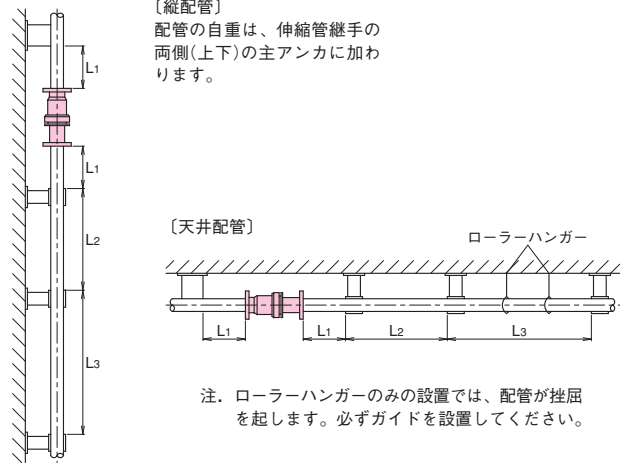 〔縦配管〕
配管の自重は、伸縮管継手の
両側(上下)の主アンカに加わ
ります。
L1
L1
L2
L3
〔天井配管〕
ローラーハンガー
L1
L1
L2
L3
注．ローラーハンガーのみの設置では、配管が挫屈
を起します。必ずガイドを設置してください。